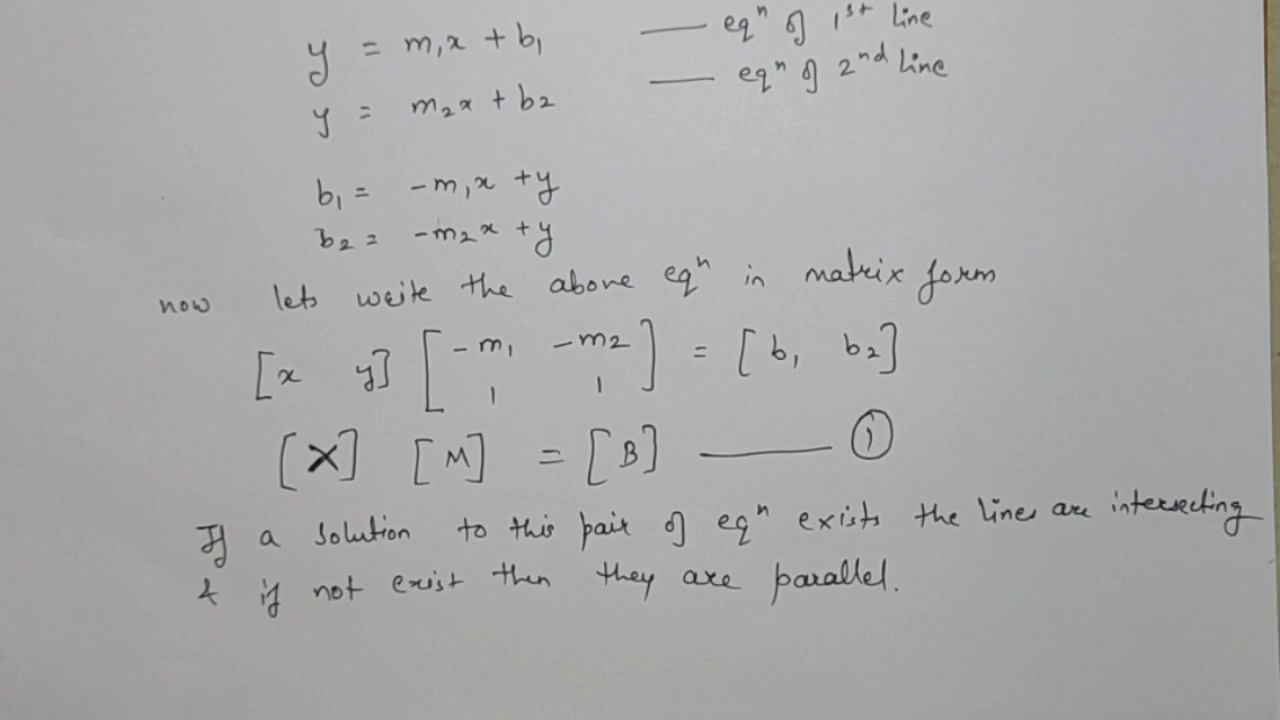 y = m₁x + b₁ —— eqⁿ of 1st line
y = m₂x + b₂ —— eqⁿ of 2nd line
b₁ = -m₁x + y
b₂ = -m₂x + y
now lets write the above eqⁿ in matrix form
[x y] [-m₁ -m₂
1 1] = [b₁ b₂]
[X] [M] = [B] —— ①
If a solution to this pair of eqⁿ exists the lines are intersecting
& if not exist then they are parallel.